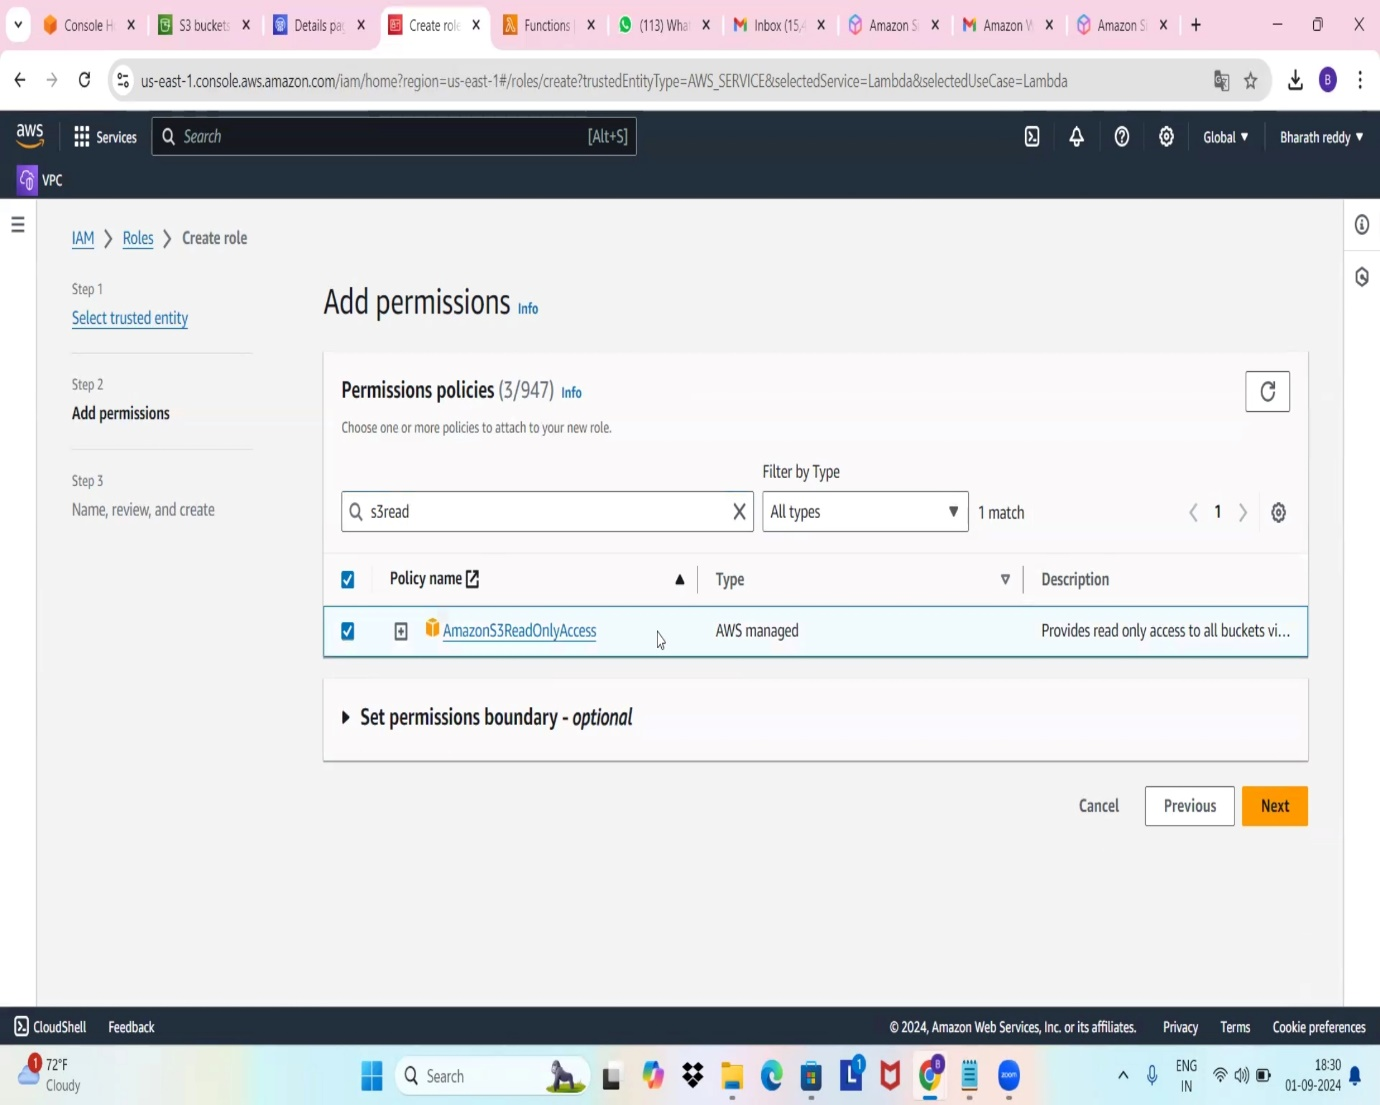 Console H
S3 buckets
Details pa
Create role
Functions
(113) Wha
Inbox (15,
Amazon S
Amazon W
Amazon S
us-east-1.console.aws.amazon.com/iam/home?region=us-east-1#/roles/create?trustedEntityType=AWS_SERVICE&selectedService=Lambda&selectedUseCase=Lambda
B
aws
Services
Search
[Alt+S]
Global
Bharath reddy
VPC
IAM
Roles
Create role
Step 1
Select trusted entity
Step 2
Add permissions
Step 3
Name, review, and create
Add permissions Info
Permissions policies (3/947) Info
Choose one or more policies to attach to your new role.
Filter by Type
s3read
All types
1 match
1
Policy name
Type
Description
AmazonS3ReadOnlyAccess
AWS managed
Provides read only access to all buckets vi...
Set permissions boundary - optional
Cancel
Previous
Next
CloudShell
Feedback
© 2024, Amazon Web Services, Inc. or its affiliates.
Privacy
Terms
Cookie preferences
1
72°F
Cloudy
Search
L
1
B
zoom
ENG
IN
18:30
01-09-2024